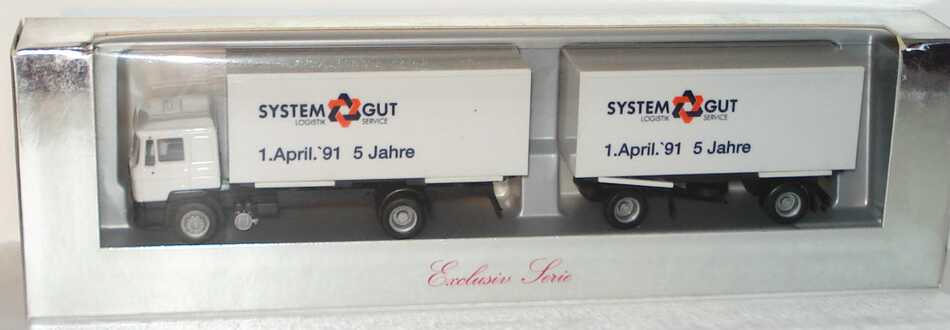 SYSTEM GUT
LOGISTIK SERVICE
1.April.`91 5 Jahre
SYSTEM GUT
LOGISTIK SERVICE
1.April.`91 5 Jahre
Exclusiv Serie